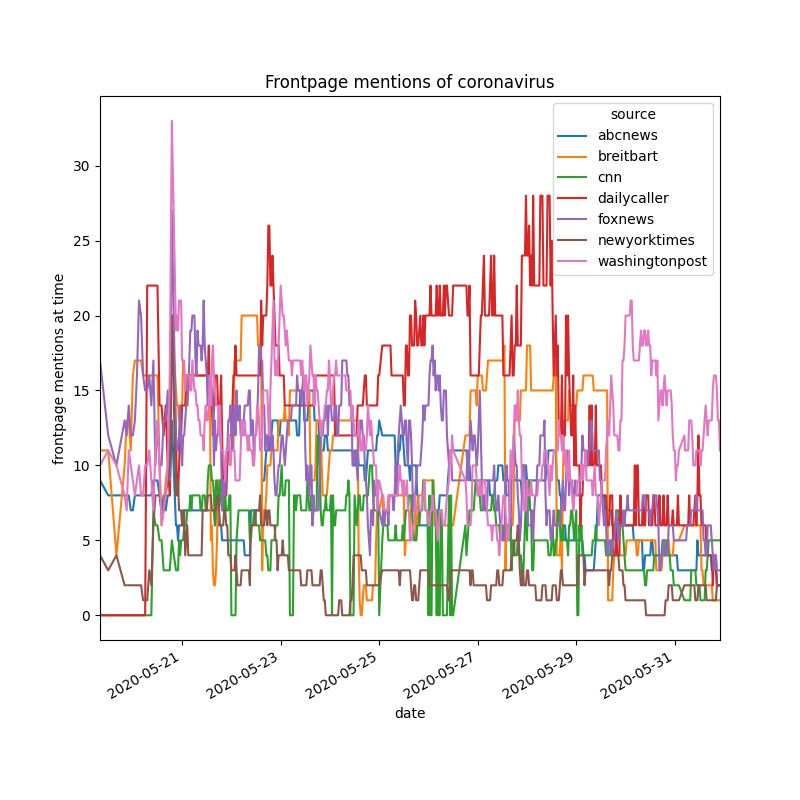 Frontpage mentions of coronavirus
source
abcnews
breitbart
cnn
dailycaller
foxnews
newyorktimes
washingtonpost
frontpage mentions at time
30
25
20
15
10
5
0
2020-05-21
2020-05-23
2020-05-25
2020-05-27
2020-05-29
2020-05-31
date